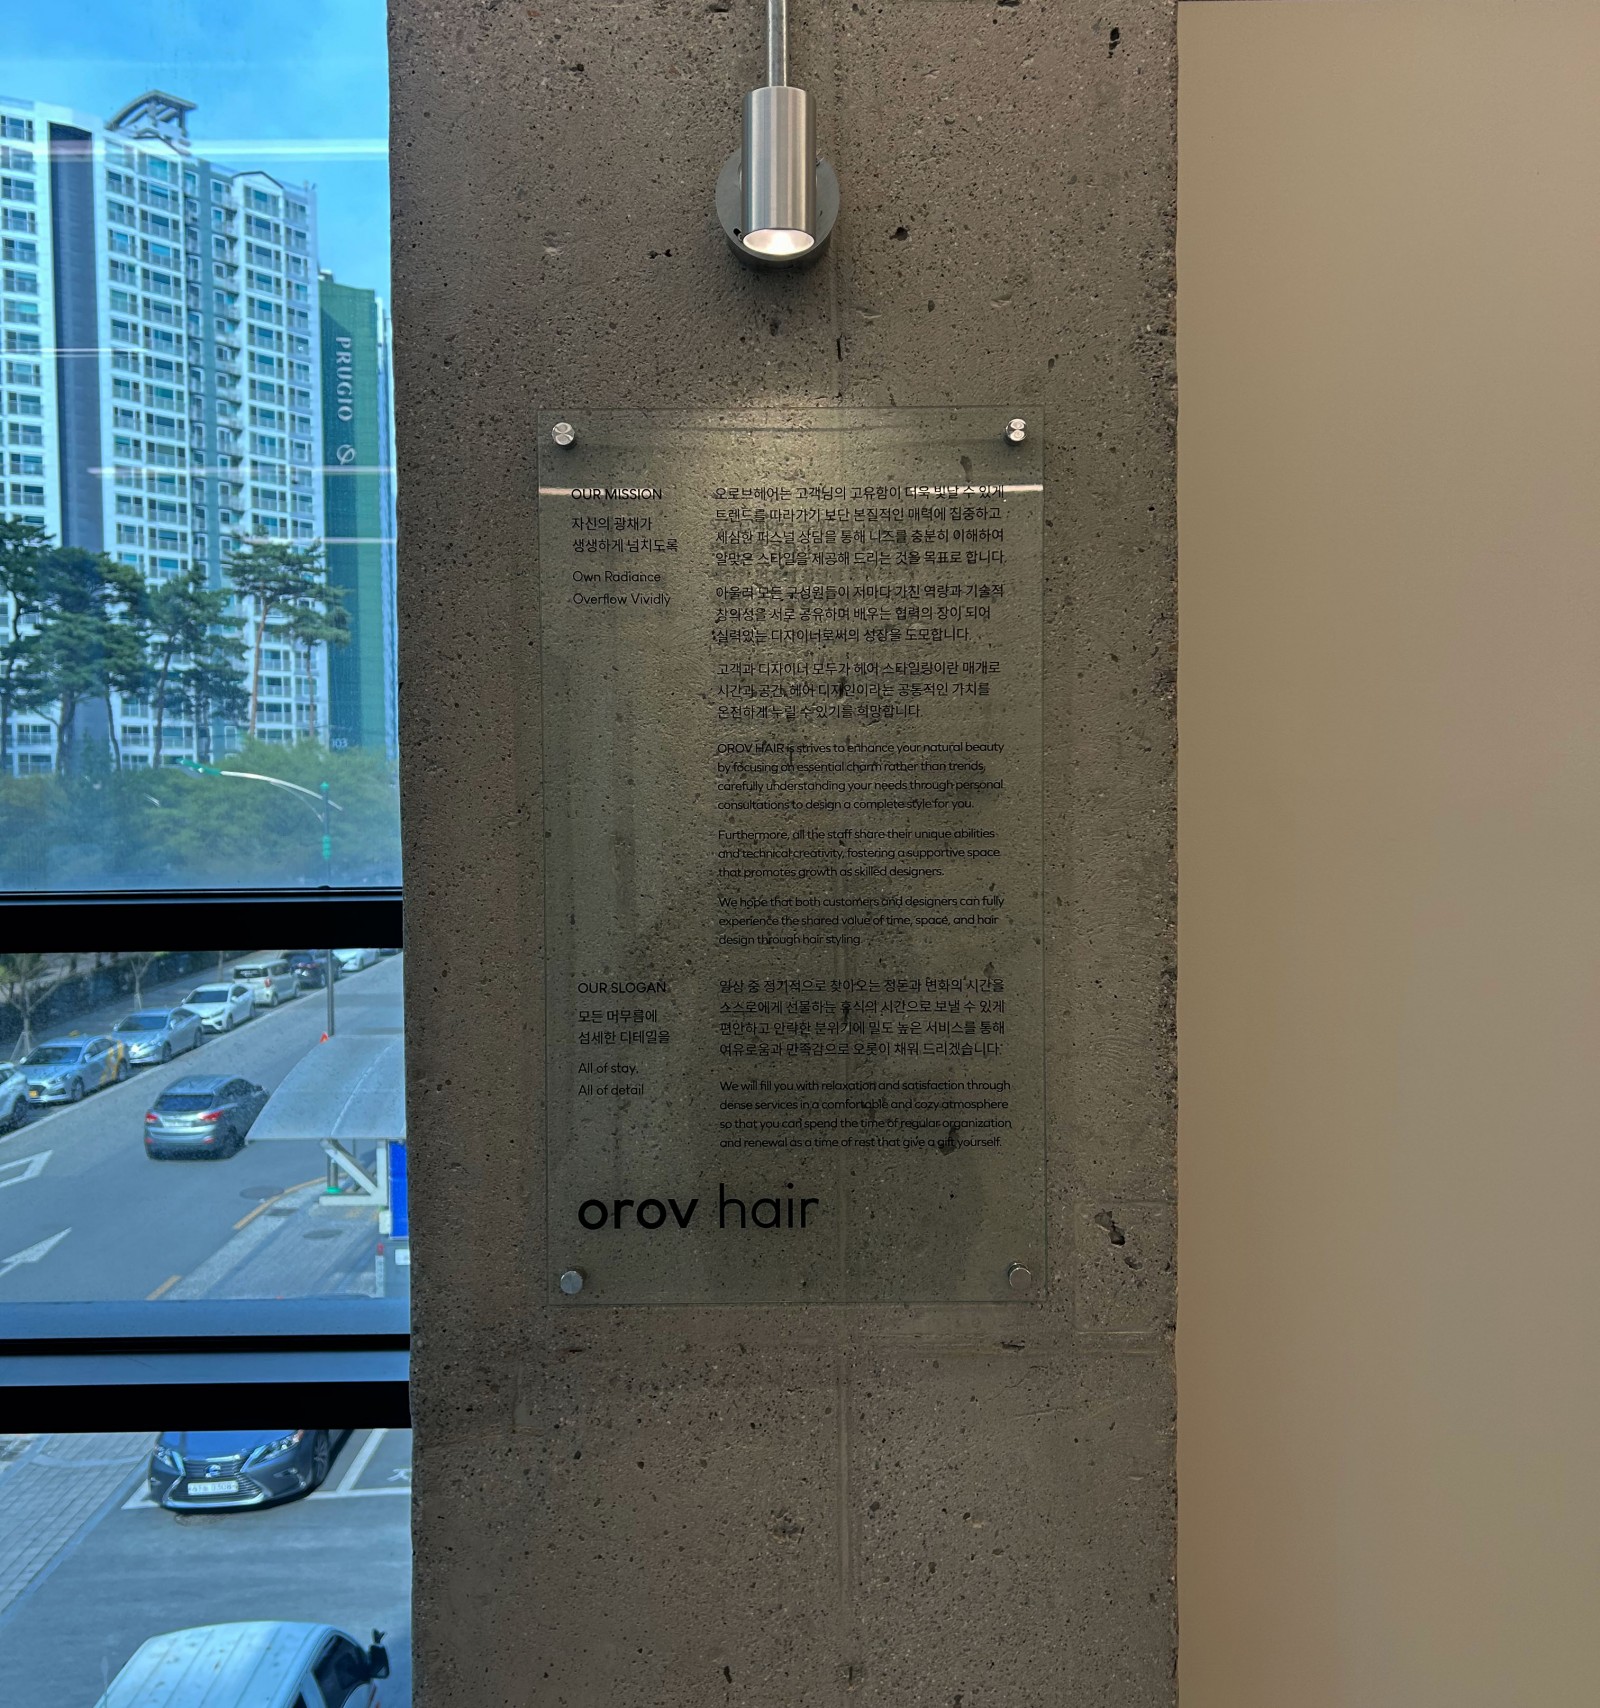 PRUGIO
103
OUR MISSION
자신의 광채가
생생하게 넘치도록
Own Radiance
Overflow Vividly
오로브헤어는 고객님의 고유함이 더욱 빛날 수 있게
트렌드를 따라가기 보단 본질적인 매력에 집중하고
세심한 퍼스널 상담을 통해 니즈를 충분히 이해하여
알맞은 스타일을 제공해 드리는 것을 목표로 합니다.
아울러 모든 구성원들이 저마다 가진 역량과 기술적
창의성을 서로 공유하며 배우는 협력의 장이 되어
실력있는 디자이너로써의 성장을 도모합니다.
고객과 디자이너 모두가 헤어 스타일링이란 매개로
시간과 공간, 헤어 디자인이라는 공통적인 가치를
온전하게 누릴 수 있기를 희망합니다.
OROV HAIR is strives to enhance your natural beauty
by focusing on essential charm rather than trends,
carefully understanding your needs through personal
consultations to design a complete style for you.
Furthermore, all the staff share their unique abilities
and technical creativity, fostering a supportive space
that promotes growth as skilled designers.
We hope that both customers and designers can fully
experience the shared value of time, space, and hair
design through hair styling.
OUR SLOGAN
모든 머무름에
섬세한 디테일을
All of stay,
All of detail
일상 중 정기적으로 찾아오는 정돈과 변화의 시간을
스스로에게 선물하는 휴식의 시간으로 보낼 수 있게
편안하고 안락한 분위기에 밀도 높은 서비스를 통해
여유로움과 만족감으로 오롯이 채워 드리겠습니다.
We will fill you with relaxation and satisfaction through
dense services in a comfortable and cozy atmosphere
so that you can spend the time of regular organization
and renewal as a time of rest that give a gift yourself.
orov hair